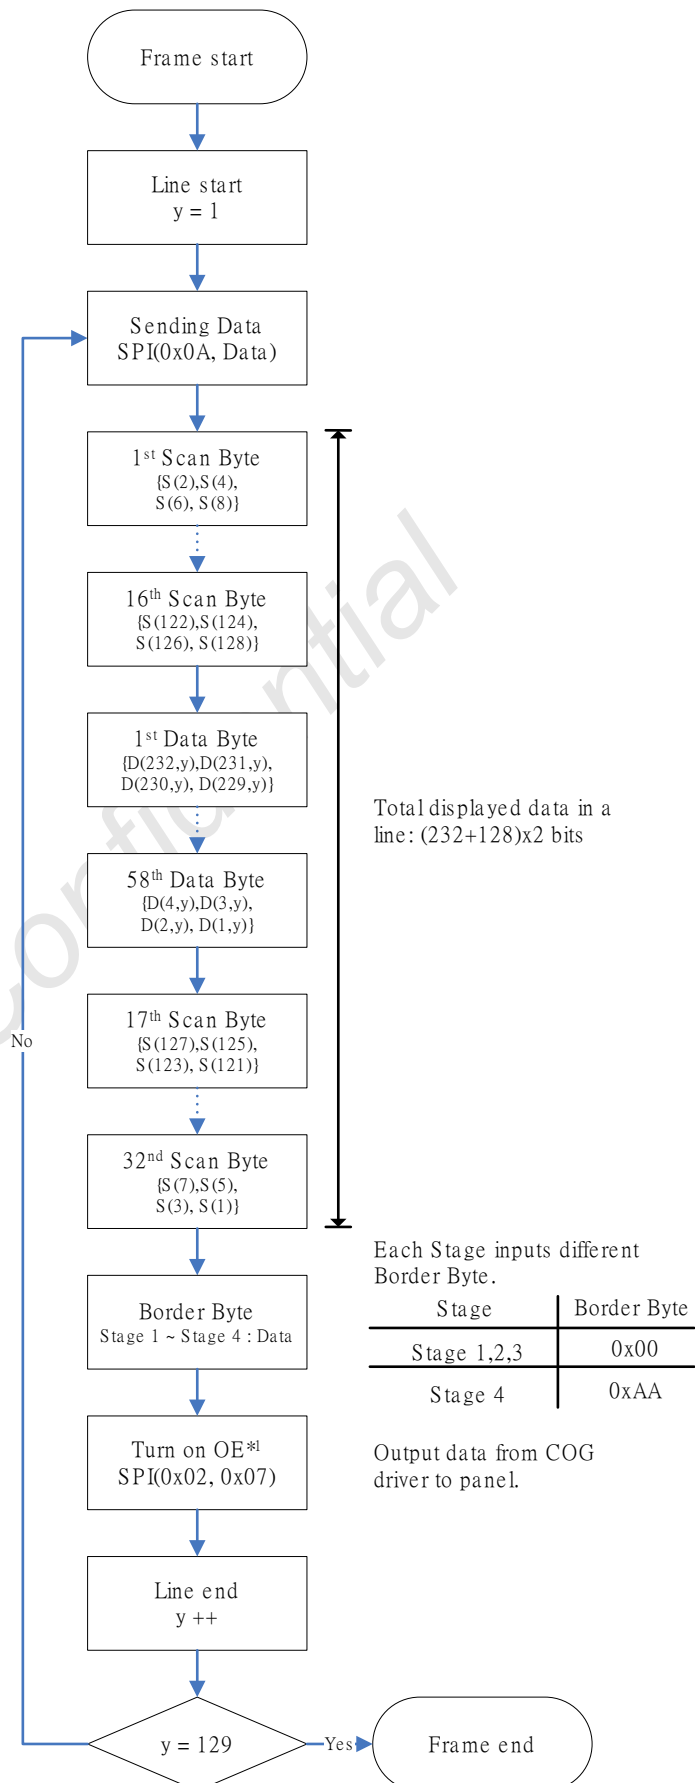 Frame start
Line start
y = 1
Sending Data
SPI(0x0A, Data)
1st Scan Byte
{S(2),S(4),
S(6), S(8)}
16th Scan Byte
{S(122),S(124),
S(126), S(128)}
1st Data Byte
{D(232,y),D(231,y),
D(230,y), D(229,y)}
Total displayed data in a
line: (232+128)x2 bits
58th Data Byte
{D(4,y),D(3,y),
D(2,y), D(1,y)}
17th Scan Byte
{S(127),S(125),
S(123), S(121)}
No
32nd Scan Byte
{S(7),S(5),
S(3), S(1)}
Each Stage inputs different
Border Byte.
Stage Border Byte
Stage 1,2,3 0x00
Stage 4 0xAA
Border Byte
Stage 1 ~ Stage 4 : Data
Turn on OE*1
SPI(0x02, 0x07)
Output data from COG
driver to panel.
Line end
y ++
y = 129
Yes
Frame end
Confidential